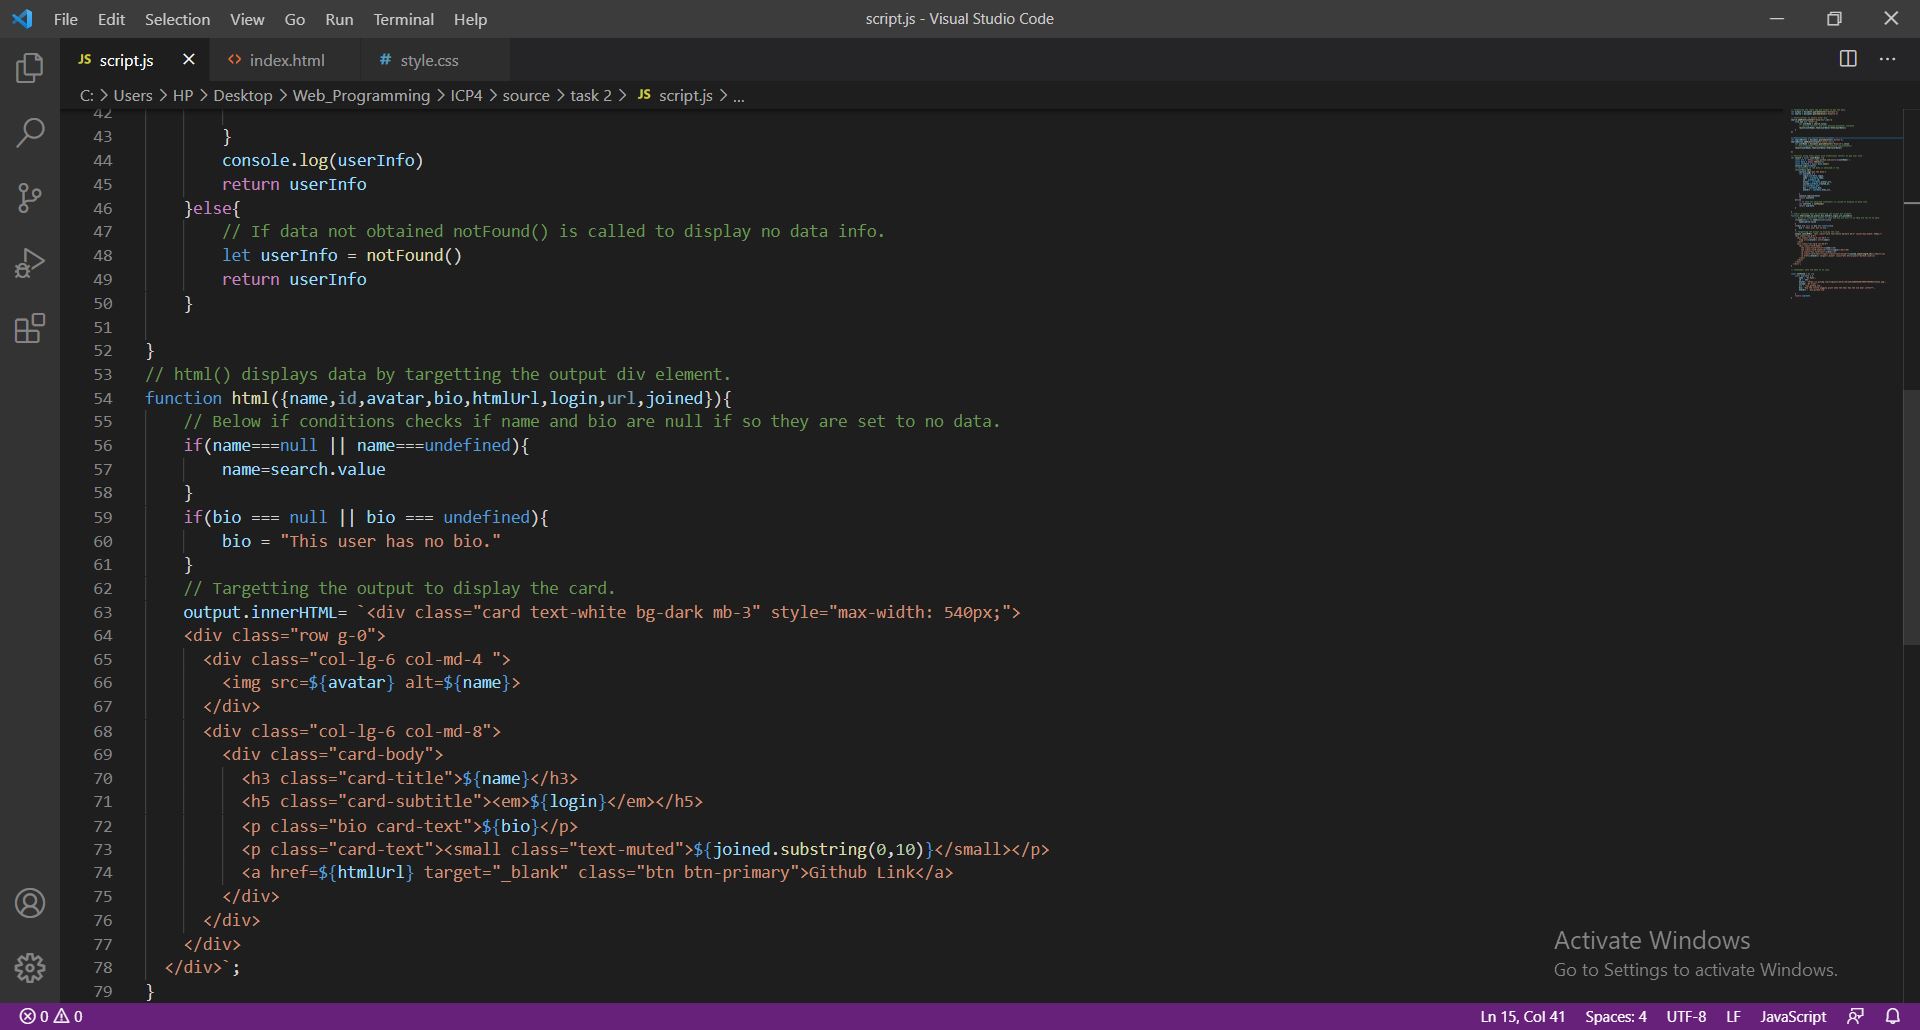 File Edit Selection View Go Run Terminal Help script.js - Visual Studio Code
JS script.js index.html # style.css
C: > Users > HP > Desktop > Web_Programming > ICP4 > source > task 2 > JS script.js > ...
42
43 }
44 console.log(userInfo)
45 return userInfo
46 }else{
47 // If data not obtained notFound() is called to display no data info.
48 let userInfo = notFound()
49 return userInfo
50 }
51
52 }
53 // html() displays data by targetting the output div element.
54 function html({name,id,avatar,bio,htmlUrl,login,url,joined}){
55 // Below if conditions checks if name and bio are null if so they are set to no data.
56 if(name===null || name===undefined){
57 name=search.value
58 }
59 if(bio === null || bio === undefined){
60 bio = "This user has no bio."
61 }
62 // Targetting the output to display the card.
63 output.innerHTML= `<div class="card text-white bg-dark mb-3" style="max-width: 540px;">
64 <div class="row g-0">
65 <div class="col-lg-6 col-md-4 ">
66 <img src=${avatar} alt=${name}>
67 </div>
68 <div class="col-lg-6 col-md-8">
69 <div class="card-body">
70 <h3 class="card-title">${name}</h3>
71 <h5 class="card-subtitle"><em>${login}</em></h5>
72 <p class="bio card-text">${bio}</p>
73 <p class="card-text"><small class="text-muted">${joined.substring(0,10)}</small></p>
74 <a href=${htmlUrl} target="_blank" class="btn btn-primary">Github Link</a>
75 </div>
76 </div>
77 </div>
78 </div>`;
79 }
Activate Windows
Go to Settings to activate Windows.
0 0 Ln 15, Col 41 Spaces: 4 UTF-8 LF JavaScript